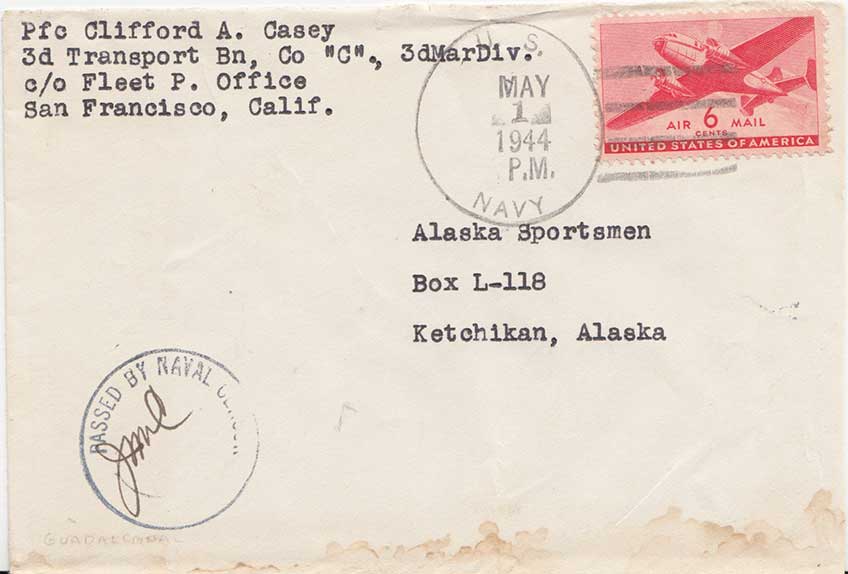 Pfc Clifford A. Casey
3d Transport Bn, Co "C"., 3dMarDiv.
c/o Fleet P. Office
San Francisco, Calif.
U. S.
MAY
1
1944
P.M.
NAVY
AIR 6 MAIL
CENTS
UNITED STATES OF AMERICA
Alaska Sportsmen
Box L-118
Ketchikan, Alaska
PASSED BY NAVAL
GUADALCANAL